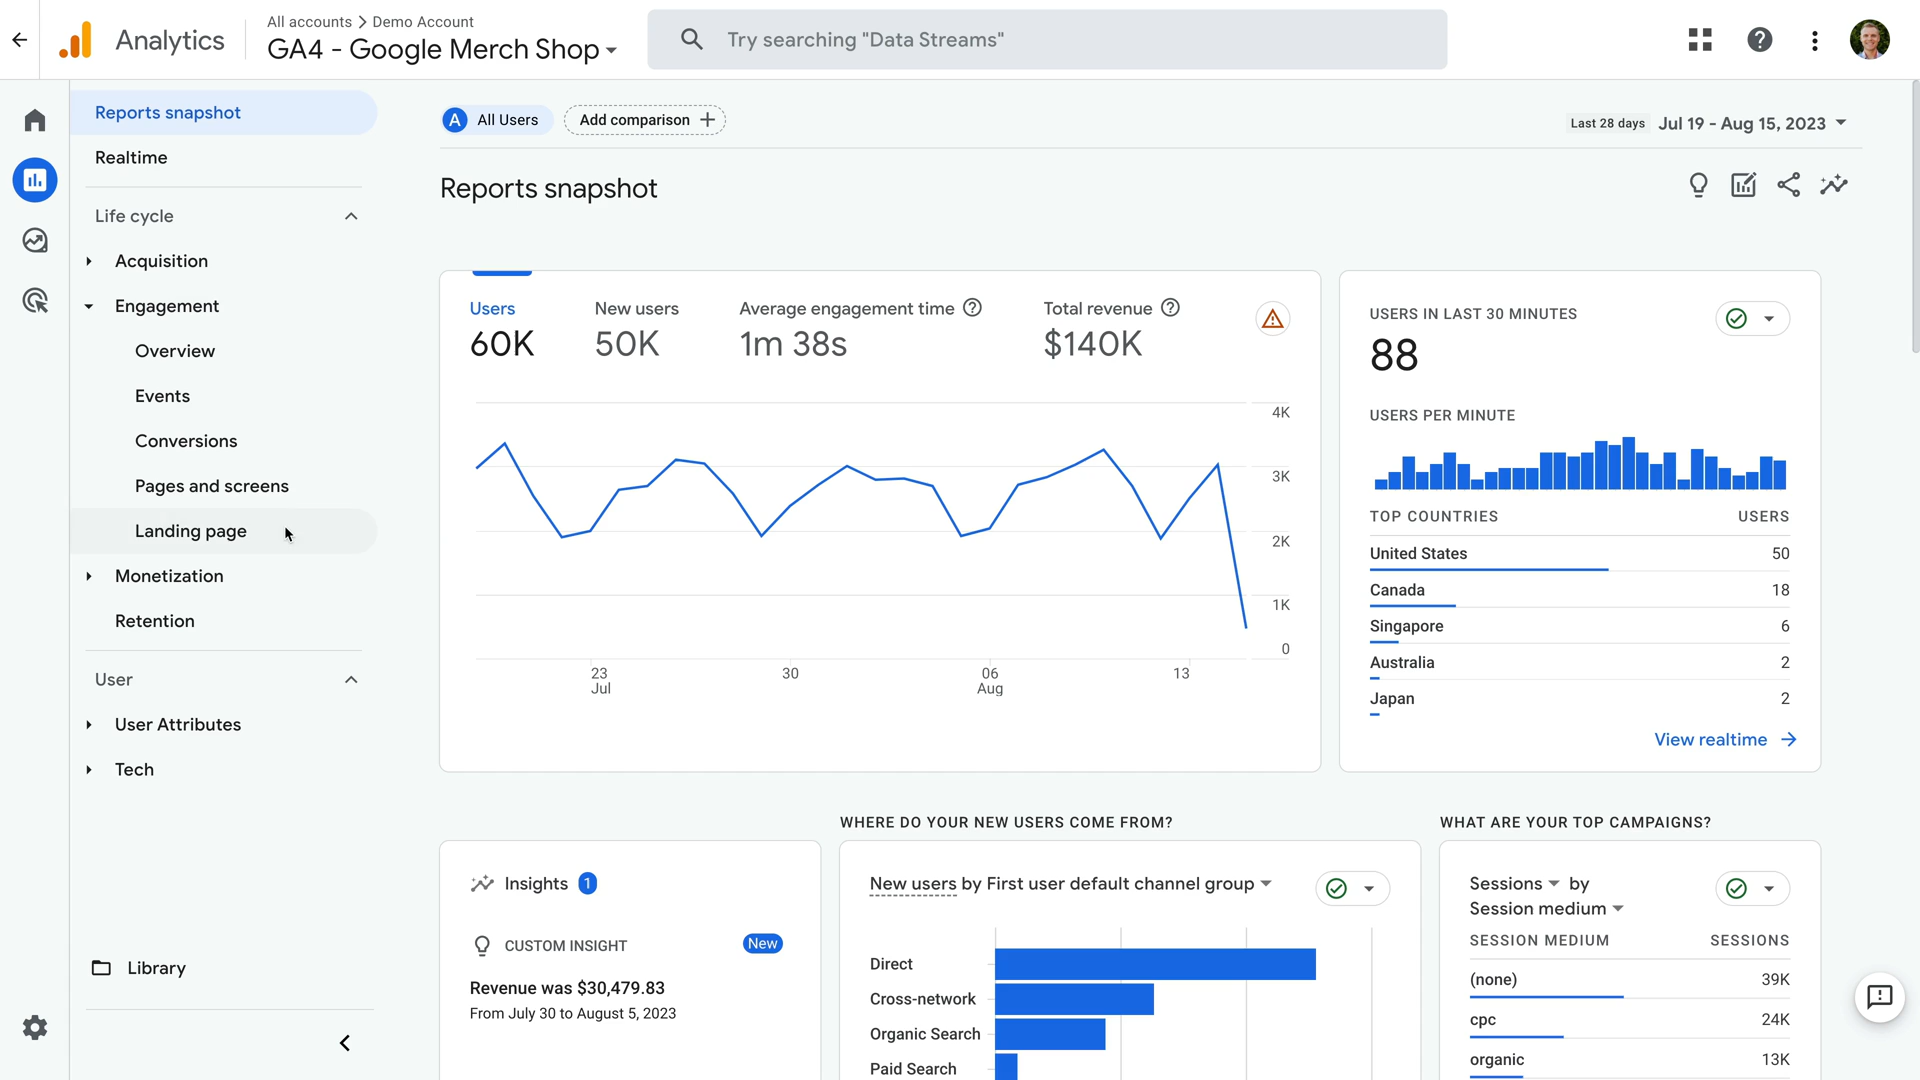 Analytics
All accounts > Demo Account
GA4 - Google Merch Shop
Try searching "Data Streams"
Reports snapshot
Realtime
Life cycle
Acquisition
Engagement
Overview
Events
Conversions
Pages and screens
Landing page
Monetization
Retention
User
User Attributes
Tech
Library
A All Users
Add comparison +
Last 28 days Jul 19 - Aug 15, 2023
Reports snapshot
Users
60K
New users
50K
Average engagement time
1m 38s
Total revenue
$140K
4K
3K
2K
1K
0
23
Jul
30
06
Aug
13
USERS IN LAST 30 MINUTES
88
USERS PER MINUTE
TOP COUNTRIES USERS
United States 50
Canada 18
Singapore 6
Australia 2
Japan 2
View realtime
Insights 1
CUSTOM INSIGHT New
Revenue was $30,479.83
From July 30 to August 5, 2023
WHERE DO YOUR NEW USERS COME FROM?
New users by First user default channel group
Direct
Cross-network
Organic Search
Paid Search
WHAT ARE YOUR TOP CAMPAIGNS?
Sessions by
Session medium
SESSION MEDIUM SESSIONS
(none) 39K
cpc 24K
organic 13K